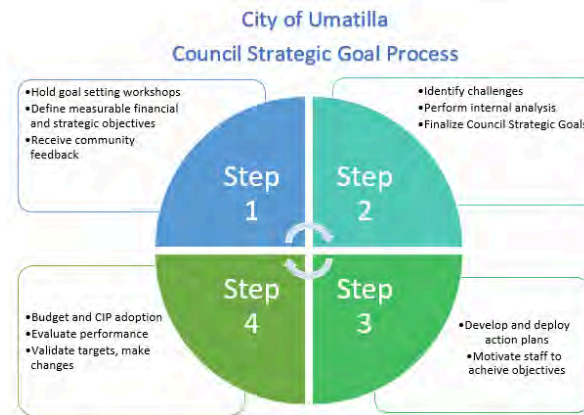 City of Umatilla
Council Strategic Goal Process
•Hold goal setting workshops
•Define measurable financial
and strategic objectives
•Receive community
feedback
Step
1
•Identify challenges
•Perform internal analysis
•Finalize Council Strategic Goals
Step
2
•Develop and deploy
action plans
•Motivate staff to
acheive objectives
Step
3
•Budget and CIP adoption
•Evaluate performance
•Validate targets, make
changes
Step
4